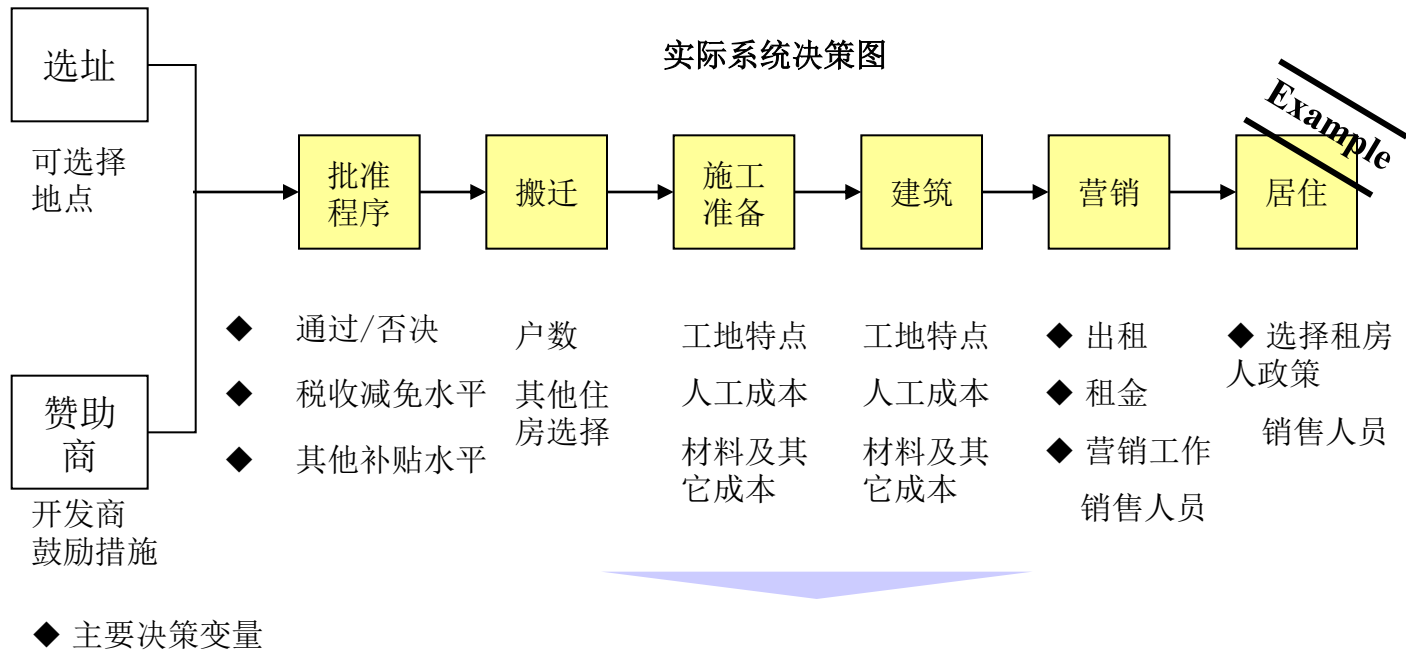 实际系统决策图
Example
选址
可选择
地点
赞助
商
开发商
鼓励措施
批准
程序
◆ 通过/否决
◆ 税收减免水平
◆ 其他补贴水平
搬迁
户数
其他住
房选择
施工
准备
工地特点
人工成本
材料及其
它成本
建筑
工地特点
人工成本
材料及其
它成本
营销
◆ 出租
◆ 租金
◆ 营销工作
销售人员
居住
◆ 选择租房
人政策
销售人员
◆ 主要决策变量